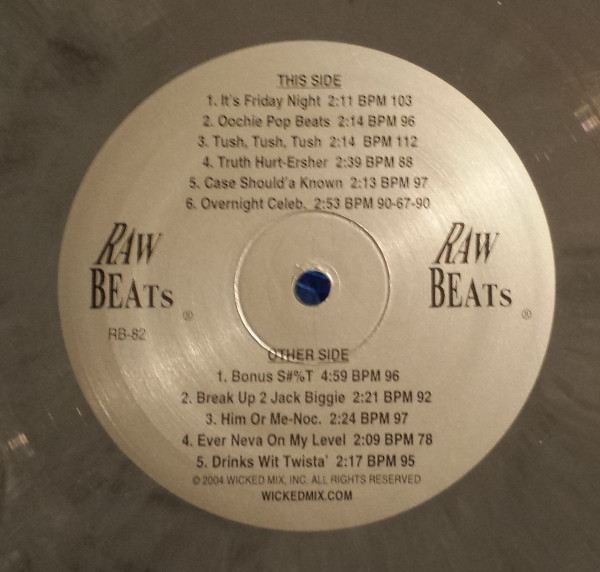 THIS SIDE
1. It's Friday Night 2:11 BPM 103
2. Oochie Pop Beats 2:14 BPM 96
3. Tush, Tush, Tush 2:14 BPM 112
4. Truth Hurt-Ersher 2:39 BPM 88
5. Case Should'a Known 2:13 BPM 97
6. Overnight Celeb. 2:53 BPM 90-67-90
RAW
BEATS ®
RB-82
RAW
BEATS ®
OTHER SIDE
1. Bonus S#%T 4:59 BPM 96
2. Break Up 2 Jack Biggie 2:21 BPM 92
3. Him Or Me-Noc. 2:24 BPM 97
4. Ever Neva On My Level 2:09 BPM 78
5. Drinks Wit Twista' 2:17 BPM 95
© 2004 WICKED MIX, INC. ALL RIGHTS RESERVED
WICKEDMIX.COM